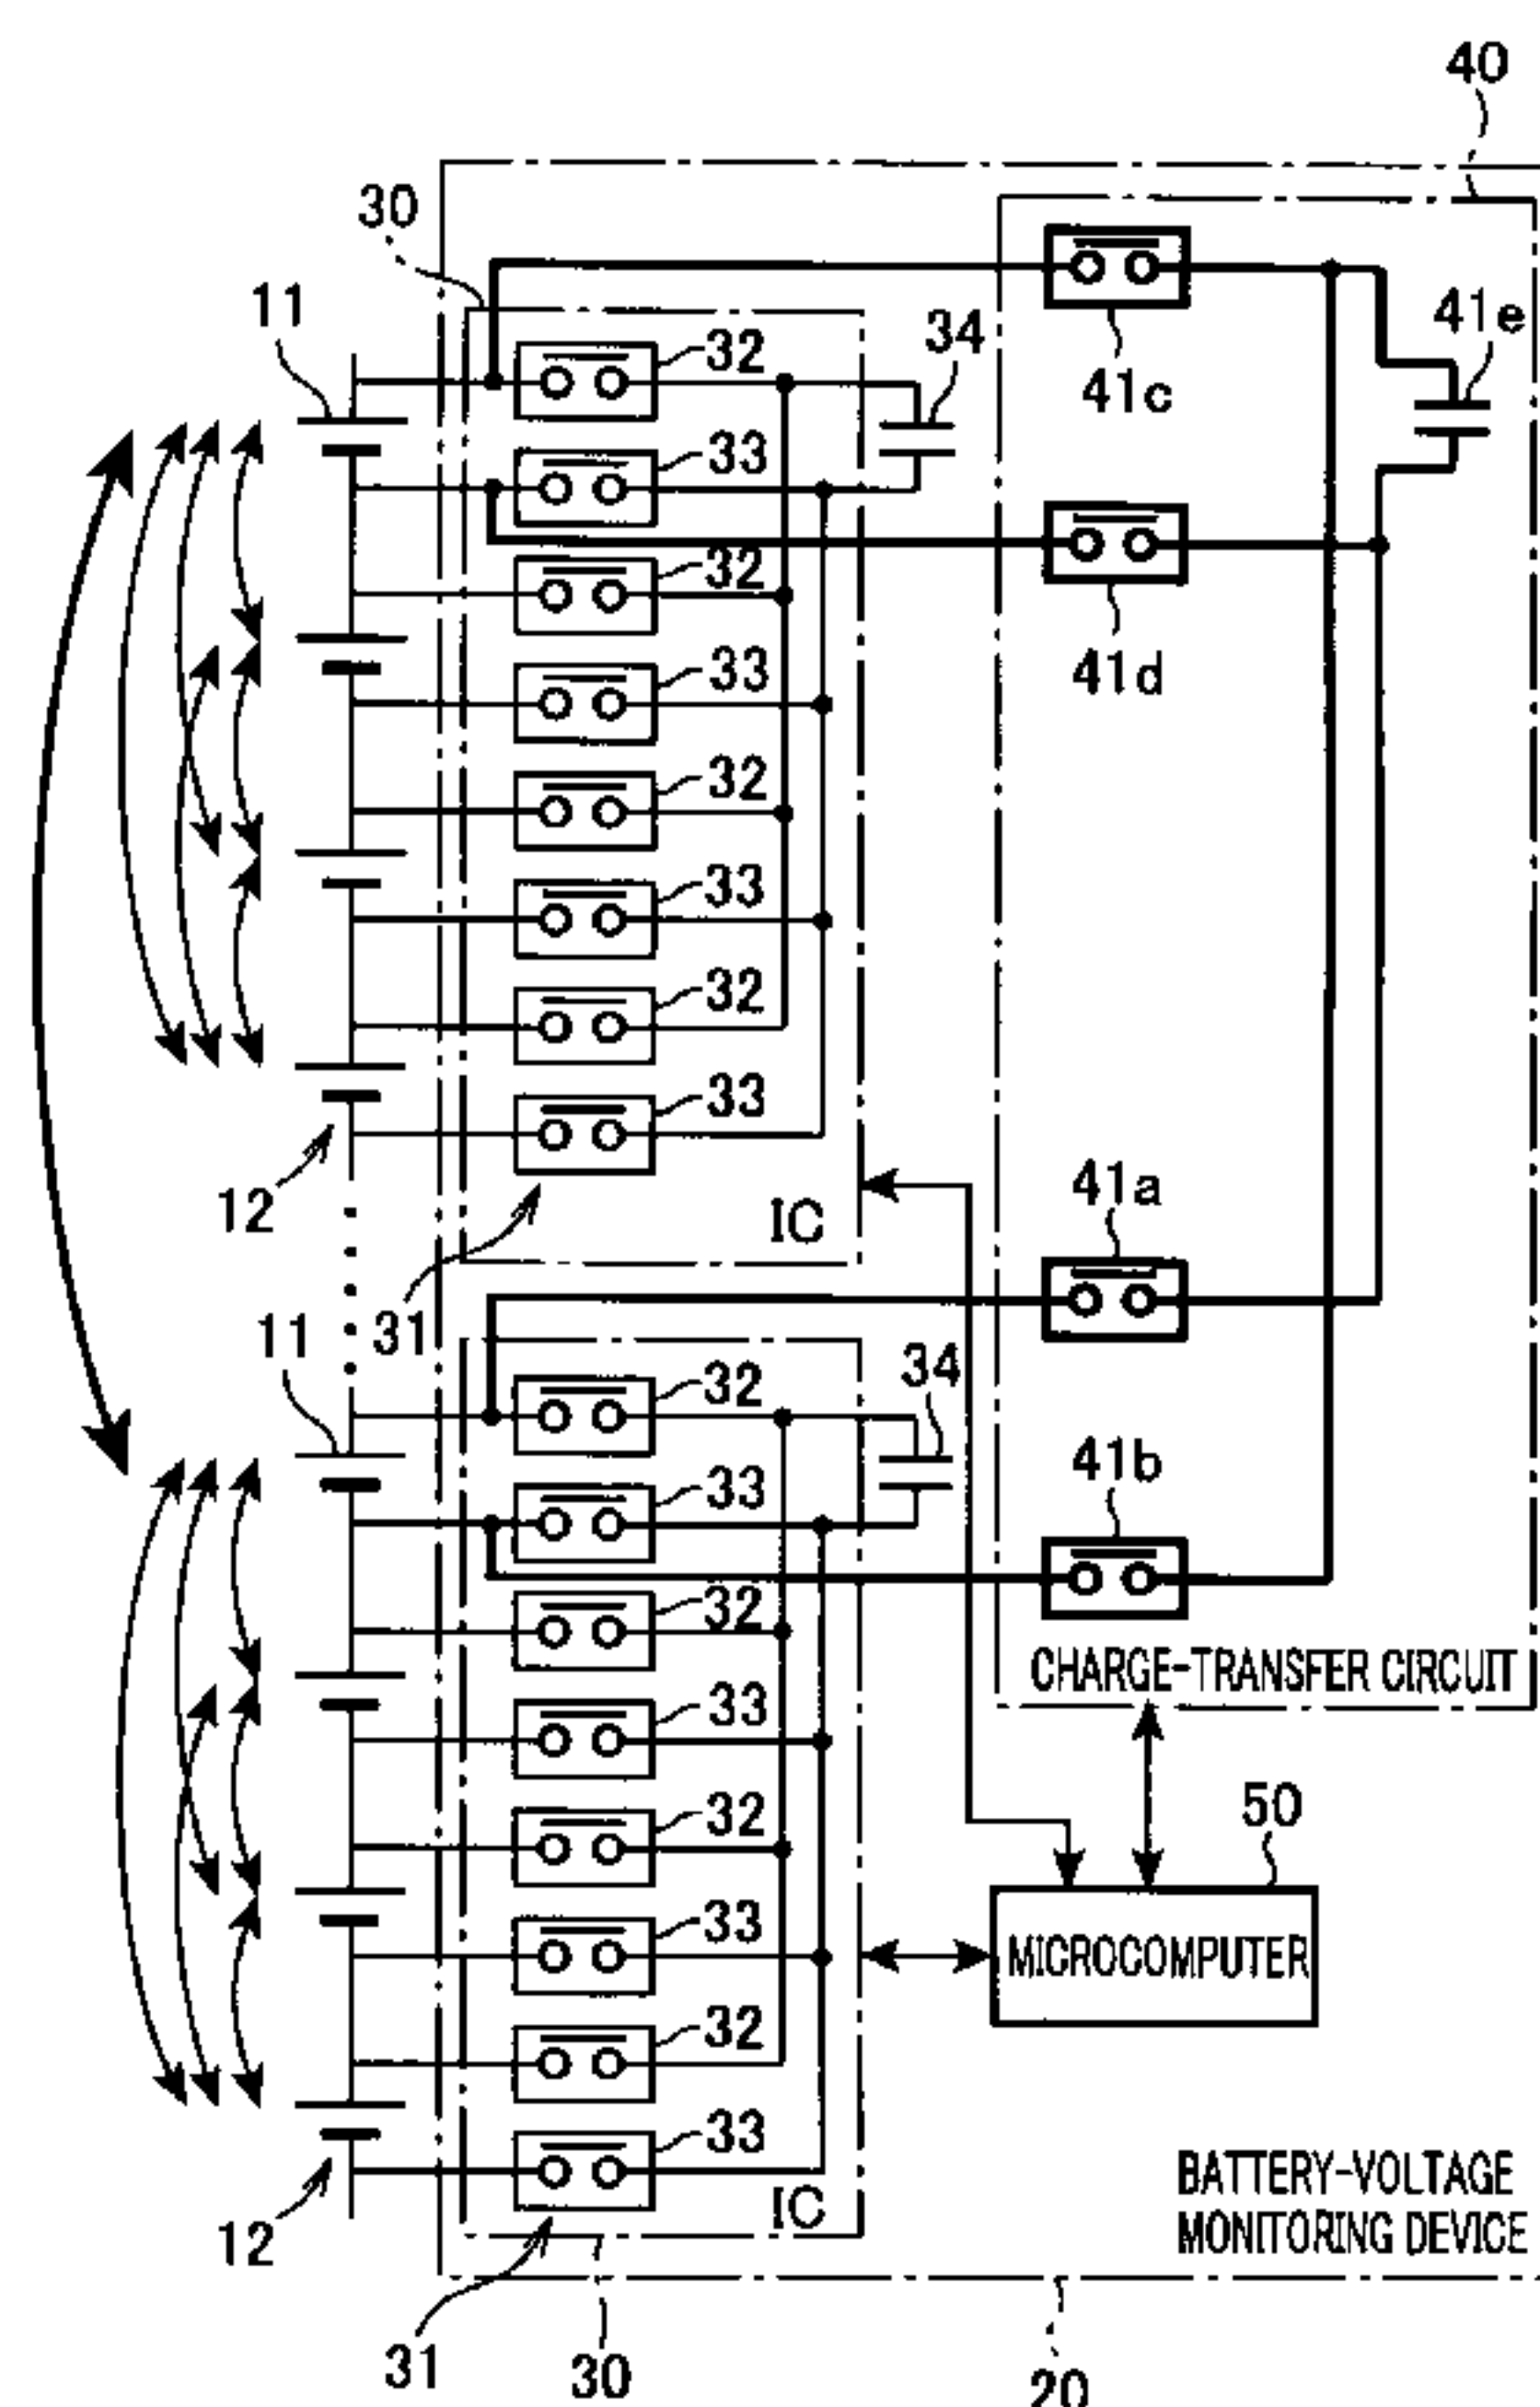 40
30
11
32
34
41e
41c
33
32
41d
33
32
33
32
33
12
41a
IC
31
11
32
34
33
41b
32
CHARGE-TRANSFER CIRCUIT
33
50
32
33
MICROCOMPUTER
32
33
BATTERY-VOLTAGE
MONITORING DEVICE
IC
12
31
30
20